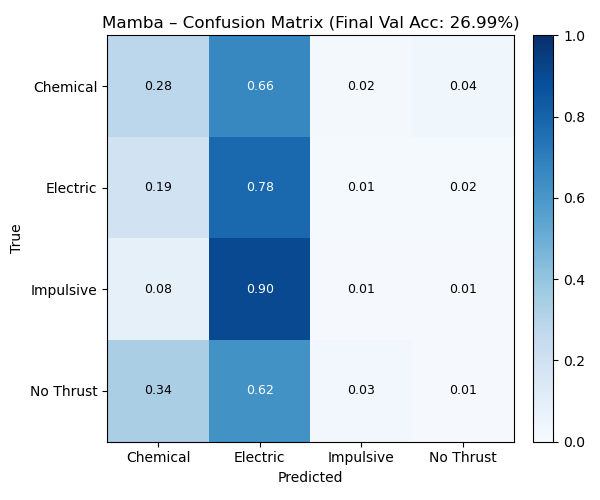 Mamba – Confusion Matrix (Final Val Acc: 26.99%)
True
Chemical 0.28 0.66 0.02 0.04
Electric 0.19 0.78 0.01 0.02
Impulsive 0.08 0.90 0.01 0.01
No Thrust 0.34 0.62 0.03 0.01
Chemical Electric Impulsive No Thrust
Predicted
1.0
0.8
0.6
0.4
0.2
0.0